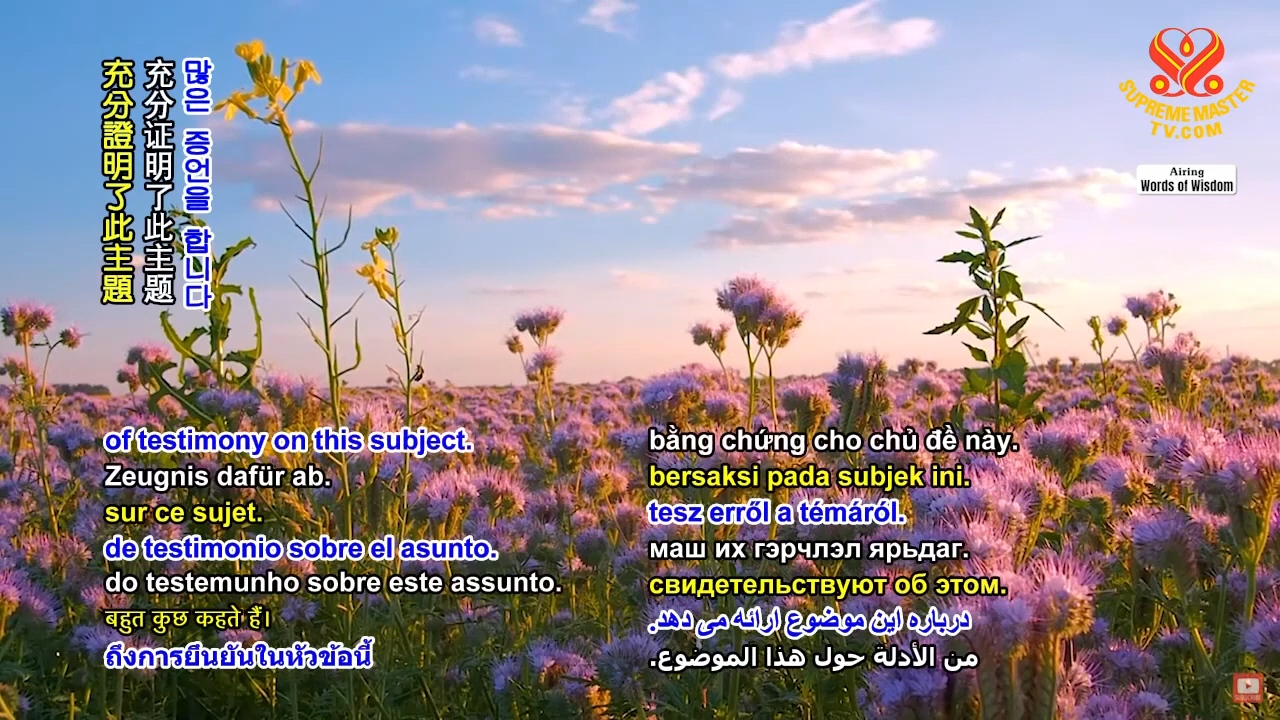 充分證明了此主題
充分证明了此主题
많은 증언을 합니다
SUPREME MASTER
TV.COM
Airing
Words of Wisdom
of testimony on this subject.
Zeugnis dafür ab.
sur ce sujet.
de testimonio sobre el asunto.
do testemunho sobre este assunto.
बहुत कुछ कहते हैं।
ถึงการยืนยันในหัวข้อนี้
bằng chứng cho chủ đề này.
bersaksi pada subjek ini.
tesz erről a témáról.
маш их гэрчлэл ярьдаг.
свидетельствуют об этом.
درباره این موضوع ارائه می دهد.
من الأدلة حول هذا الموضوع.
SUBSCRIBE